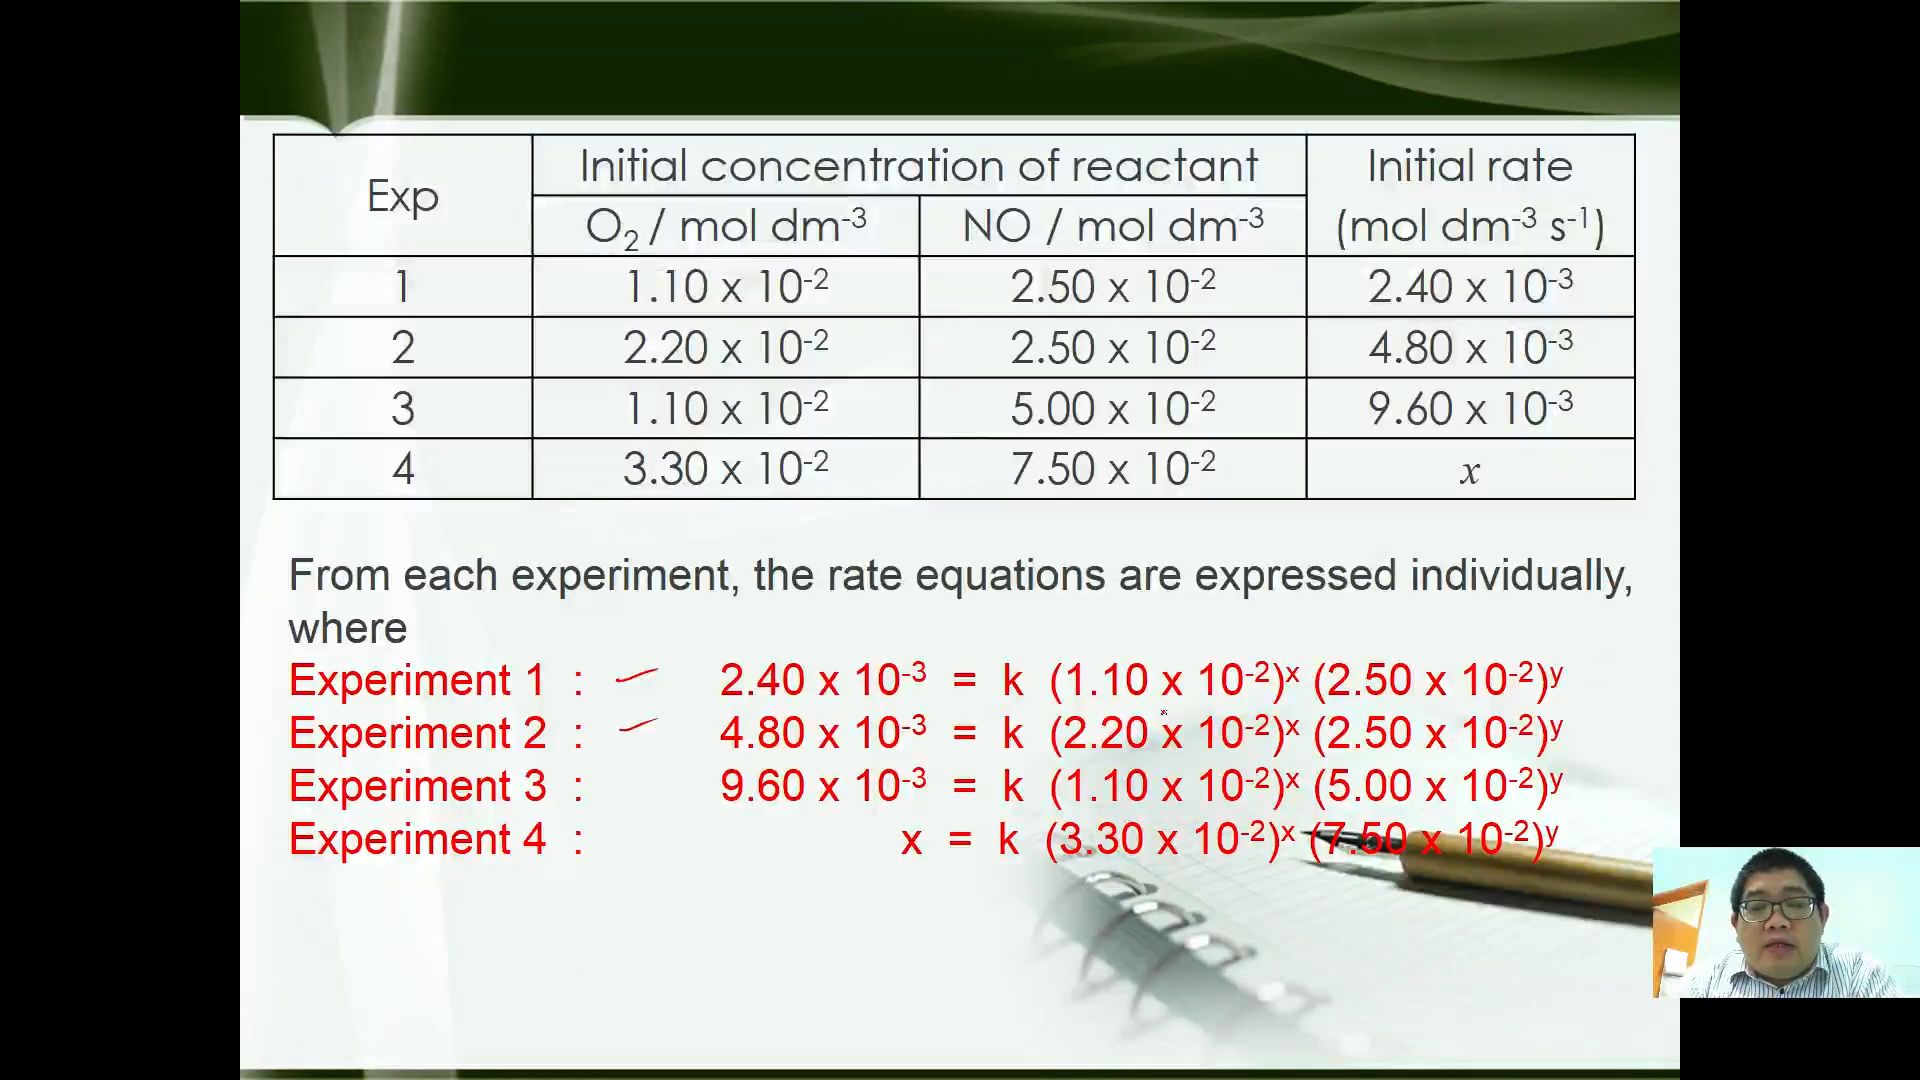 Exp
Initial concentration of reactant
Initial rate
(mol dm⁻³ s⁻¹)
O₂ / mol dm⁻³
NO / mol dm⁻³
1
1.10 x 10⁻²
2.50 x 10⁻²
2.40 x 10⁻³
2
2.20 x 10⁻²
2.50 x 10⁻²
4.80 x 10⁻³
3
1.10 x 10⁻²
5.00 x 10⁻²
9.60 x 10⁻³
4
3.30 x 10⁻²
7.50 x 10⁻²
x
From each experiment, the rate equations are expressed individually,
where
Experiment 1 : 2.40 x 10⁻³ = k (1.10 x 10⁻²)ˣ (2.50 x 10⁻²)ʸ
Experiment 2 : 4.80 x 10⁻³ = k (2.20 x 10⁻²)ˣ (2.50 x 10⁻²)ʸ
Experiment 3 : 9.60 x 10⁻³ = k (1.10 x 10⁻²)ˣ (5.00 x 10⁻²)ʸ
Experiment 4 : x = k (3.30 x 10⁻²)ˣ (7.50 x 10⁻²)ʸ